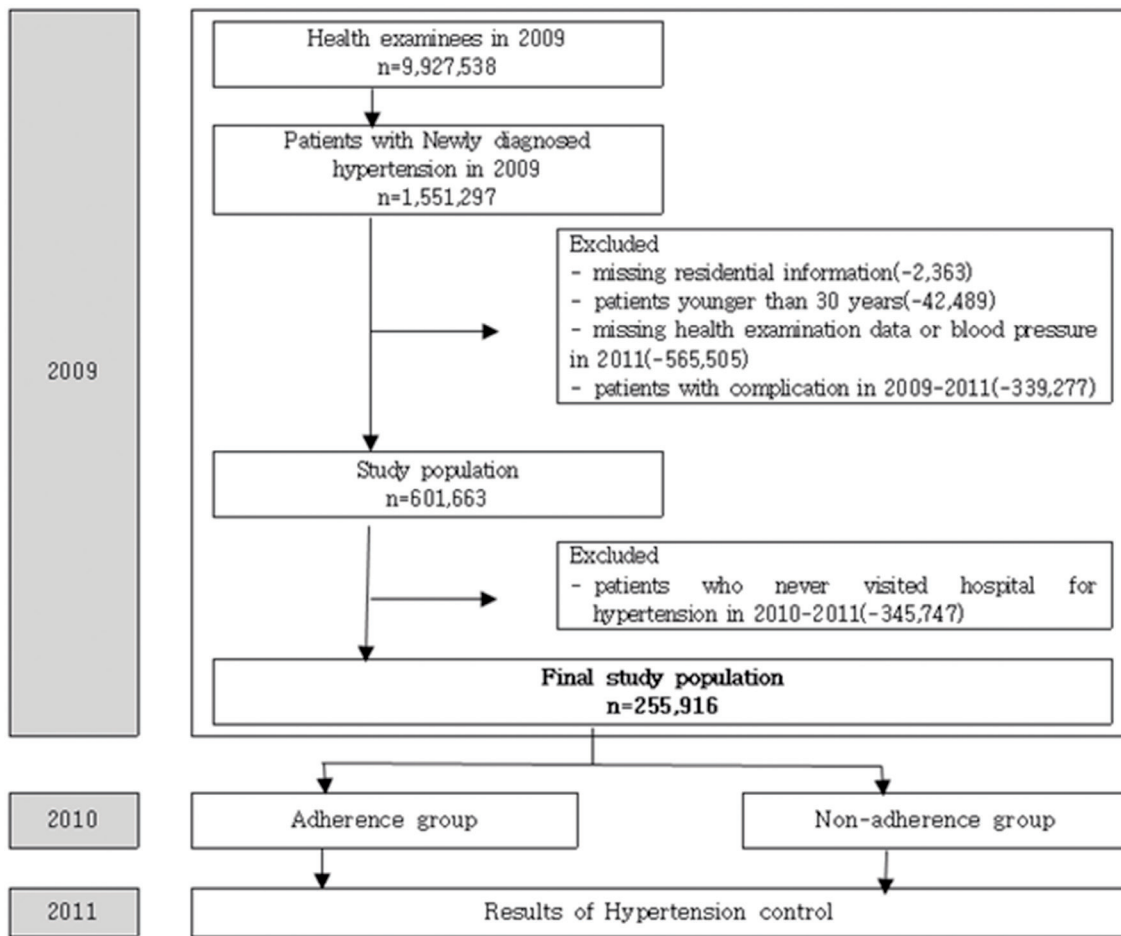 Health examinees in 2009
n=9,927,538
Patients with Newly diagnosed
hypertension in 2009
n=1,551,297
Excluded
- missing residential information(-2,363)
- patients younger than 30 years(-42,489)
- missing health examination data or blood pressure
in 2011(-565,505)
- patients with complication in 2009-2011(-339,277)
2009
Study population
n=601,663
Excluded
- patients who never visited hospital for
hypertension in 2010-2011(-345,747)
Final study population
n=255,916
2010
Adherence group
Non-adherence group
2011
Results of Hypertension control